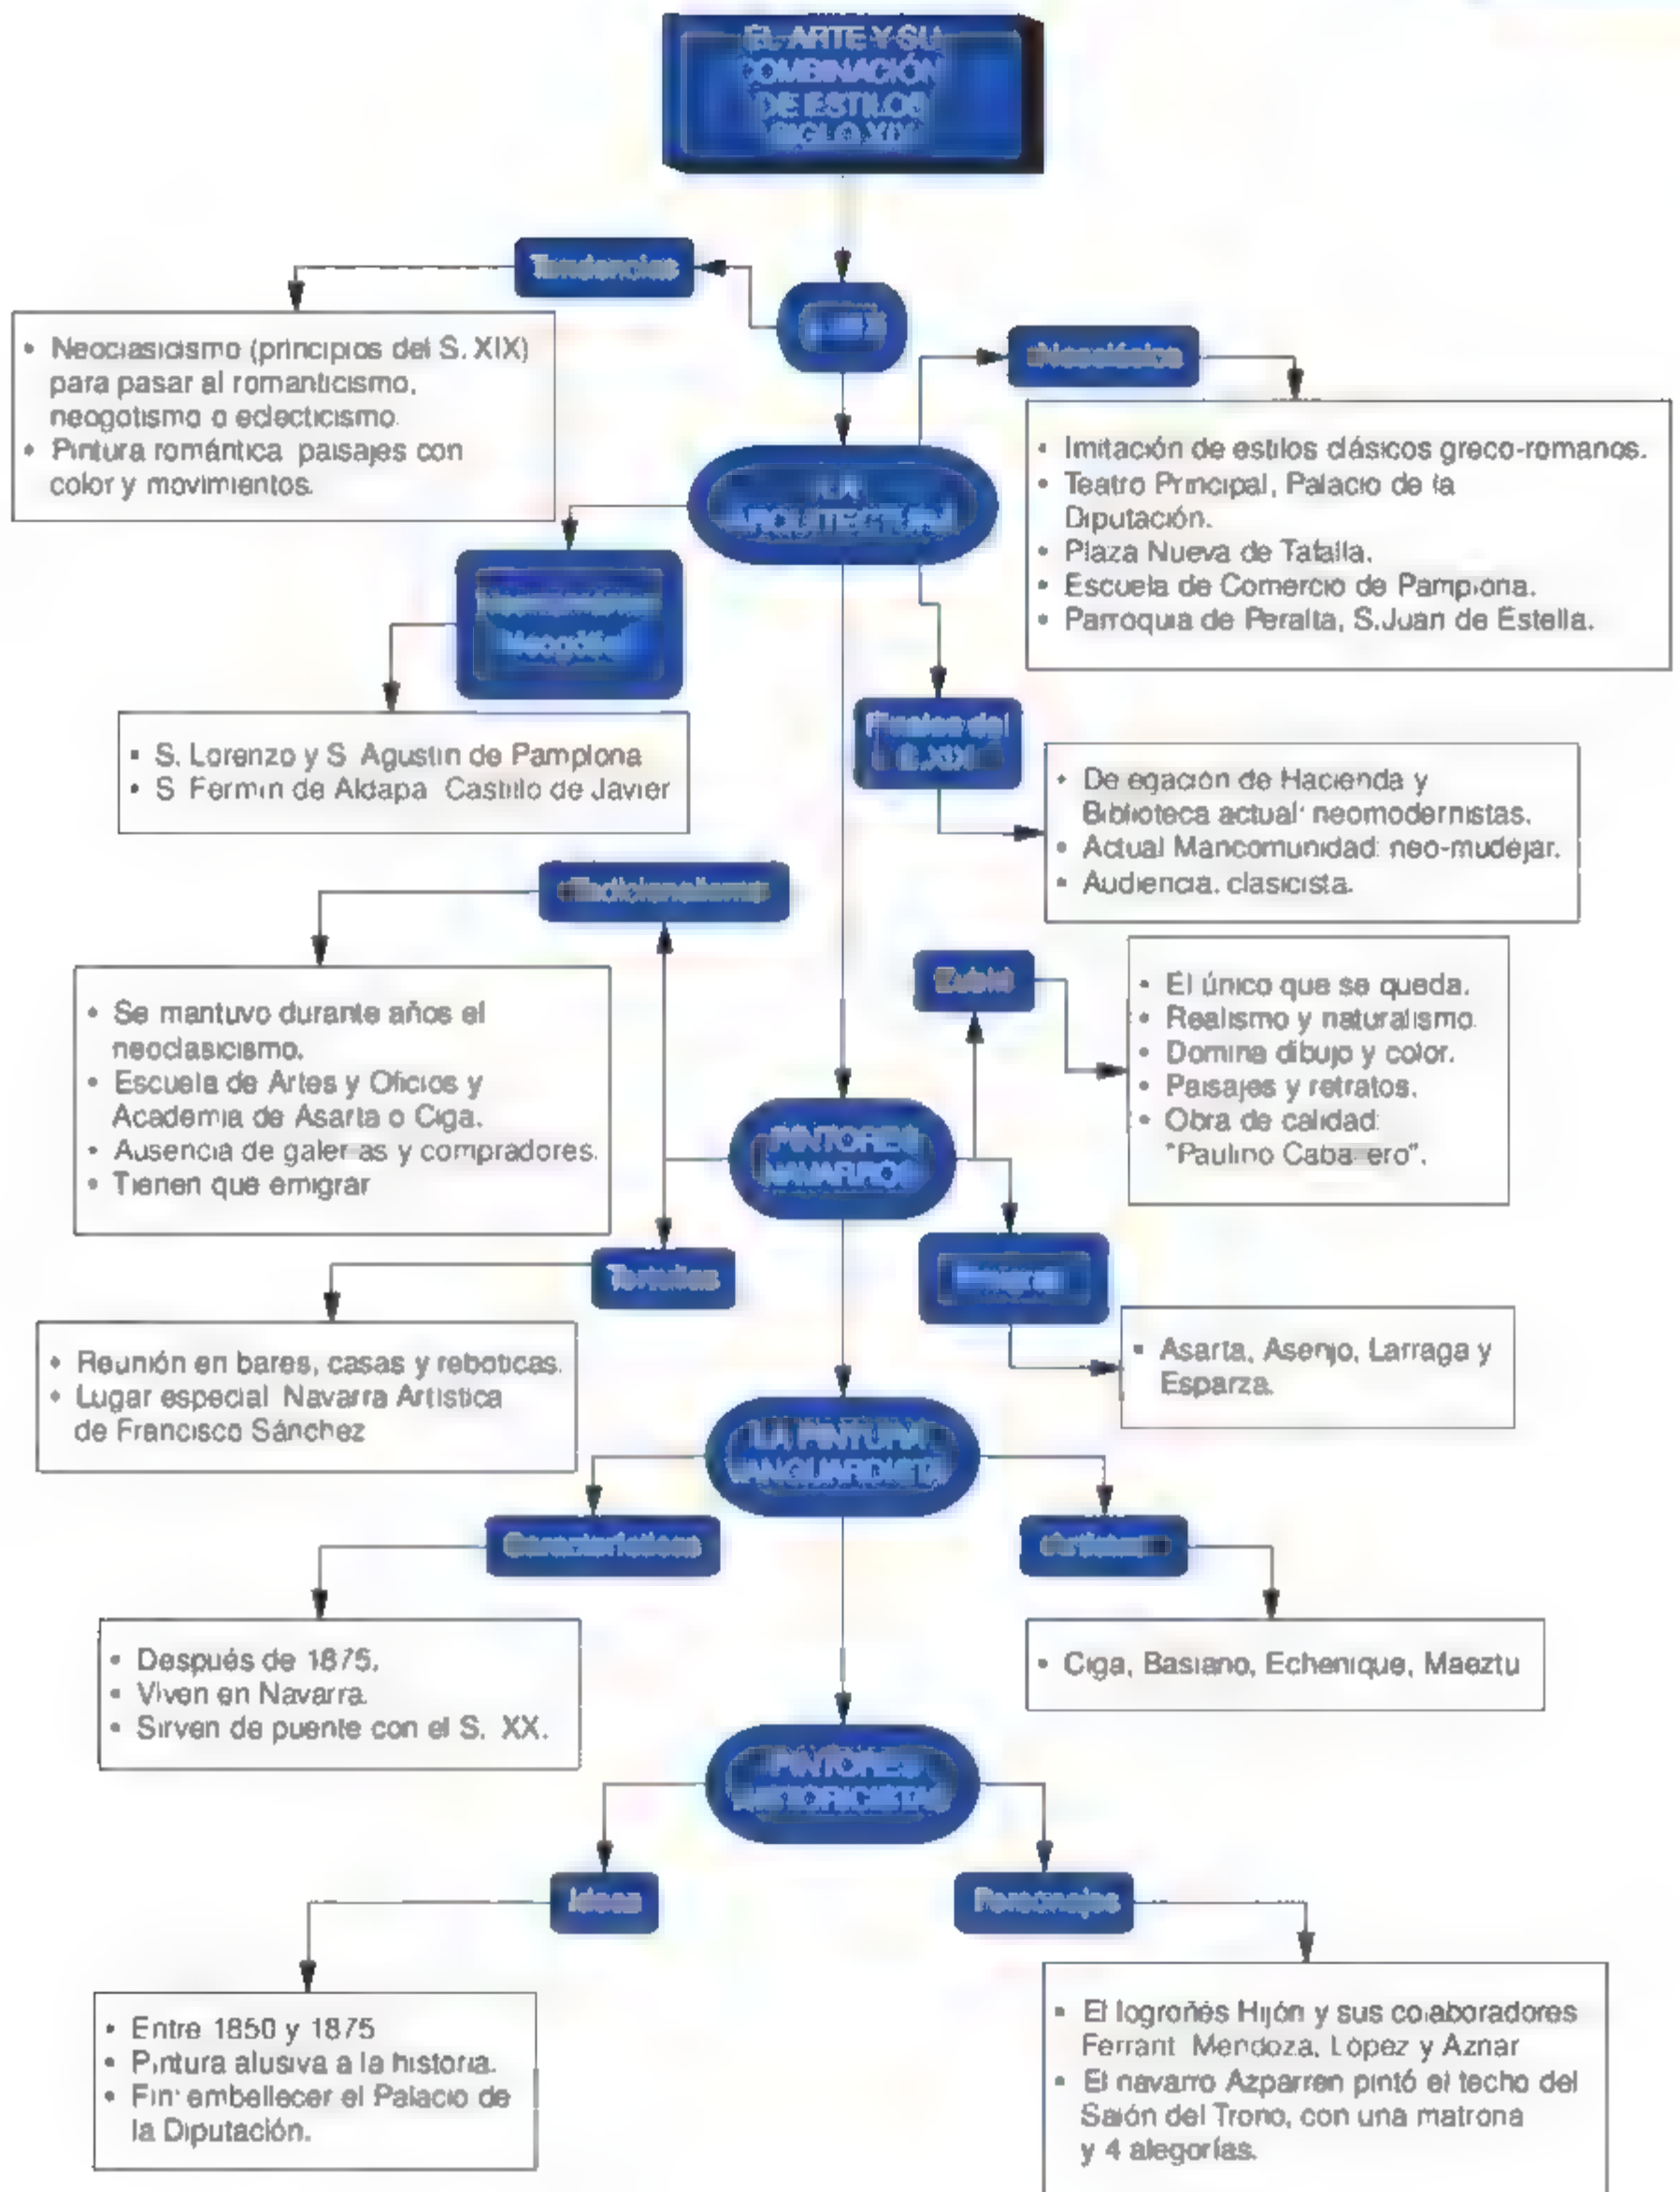 EL ARTE Y SU
COMBINACIÓN
DE ESTILOS
SIGLO XIX
Tendencias
• Neoclasicismo (principios del S. XIX)
para pasar al romanticismo,
neogotismo o eclecticismo.
• Pintura romántica paisajes con
color y movimientos.
• Imitación de estilos clásicos greco-romanos.
• Teatro Principal, Palacio de la
Diputación.
• Plaza Nueva de Tafalla.
• Escuela de Comercio de Pamplona.
• Parroquia de Peralta, S.Juan de Estella.
LA
• S. Lorenzo y S. Agustín de Pamplona
• S. Fermín de Aldapa Castillo de Javier
del
S.XIX
• Delegación de Hacienda y
Biblioteca actual: neomodernistas.
• Actual Mancomunidad: neo-mudéjar.
• Audiencia. clasicista.
• Se mantuvo durante años el
neoclasicismo.
• Escuela de Artes y Oficios y
Academia de Asarta o Ciga.
• Ausencia de galerías y compradores.
• Tienen que emigrar
• El único que se queda.
• Realismo y naturalismo.
• Domina dibujo y color.
• Paisajes y retratos.
• Obra de calidad:
"Paulino Caballero".
PINTORES
NAVARROS
Tertulias
• Reunión en bares, casas y reboticas.
• Lugar especial Navarra Artística
de Francisco Sánchez
• Asarta, Asenjo, Larraga y
Esparza.
LA PINTURA
VANGUARDISTA
Características
Artistas
• Después de 1875.
• Viven en Navarra.
• Sirven de puente con el S. XX.
• Ciga, Basiano, Echenique, Maeztu
PINTORES
HISTORICISTAS
Ideas
Personajes
• Entre 1850 y 1875
• Pintura alusiva a la historia.
• Fin: embellecer el Palacio de
la Diputación.
• El logroñés Hijón y sus colaboradores
Ferrant Mendoza, López y Aznar
• El navarro Azparren pintó el techo del
Salón del Trono, con una matrona
y 4 alegorías.